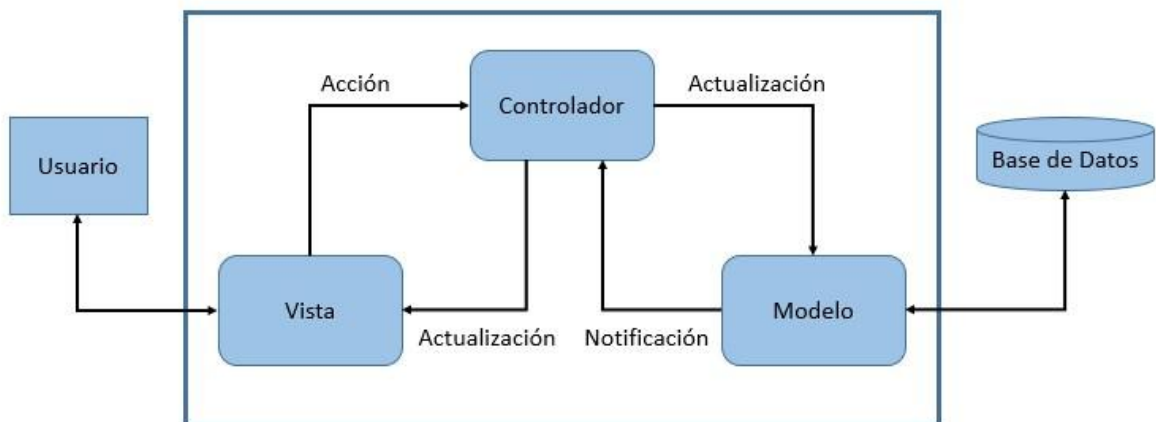 Acción
Controlador
Actualización
Usuario
Base de Datos
Vista
Actualización
Notificación
Modelo